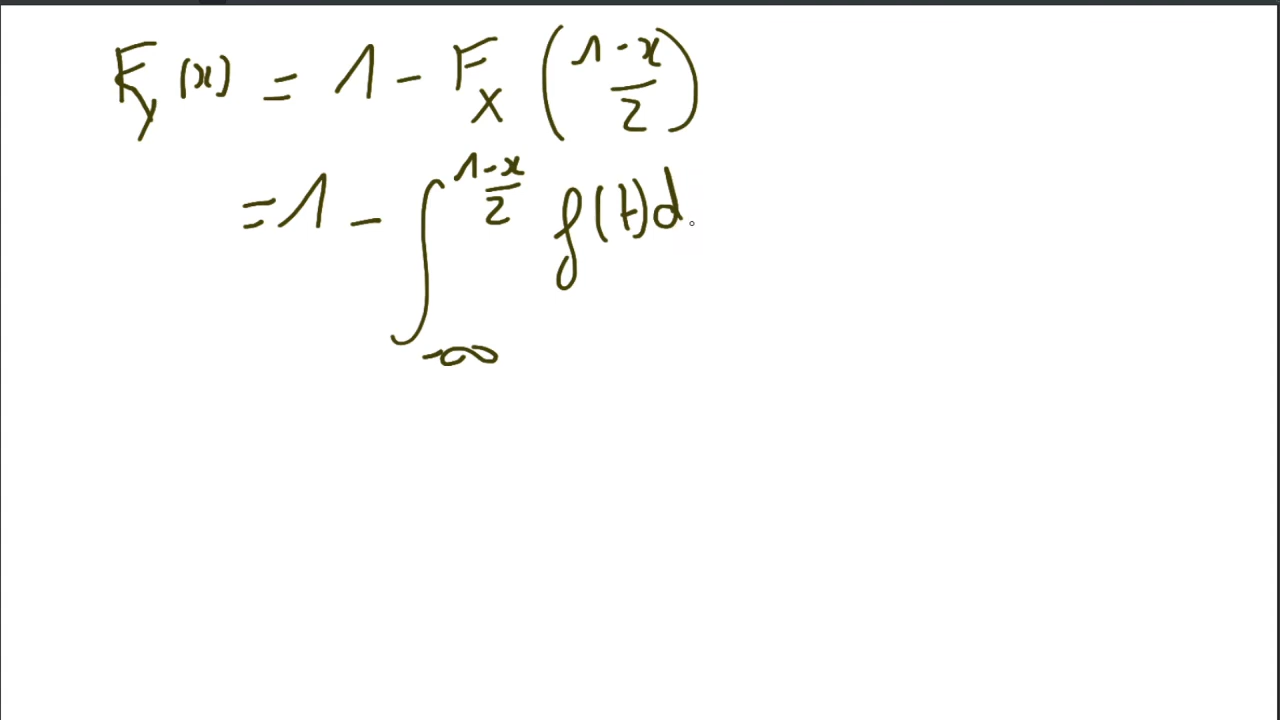 F_Y(x) = 1 - F_X((1-x)/2)
= 1 - ∫_{-∞}^{(1-x)/2} f(t)d